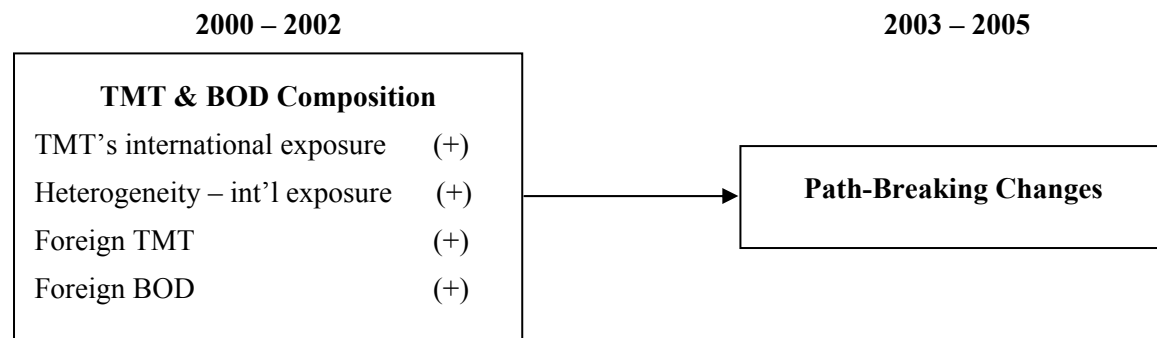 2000 – 2002
2003 – 2005
TMT & BOD Composition
TMT’s international exposure (+)
Heterogeneity – int’l exposure (+)
Foreign TMT (+)
Foreign BOD (+)
Path-Breaking Changes